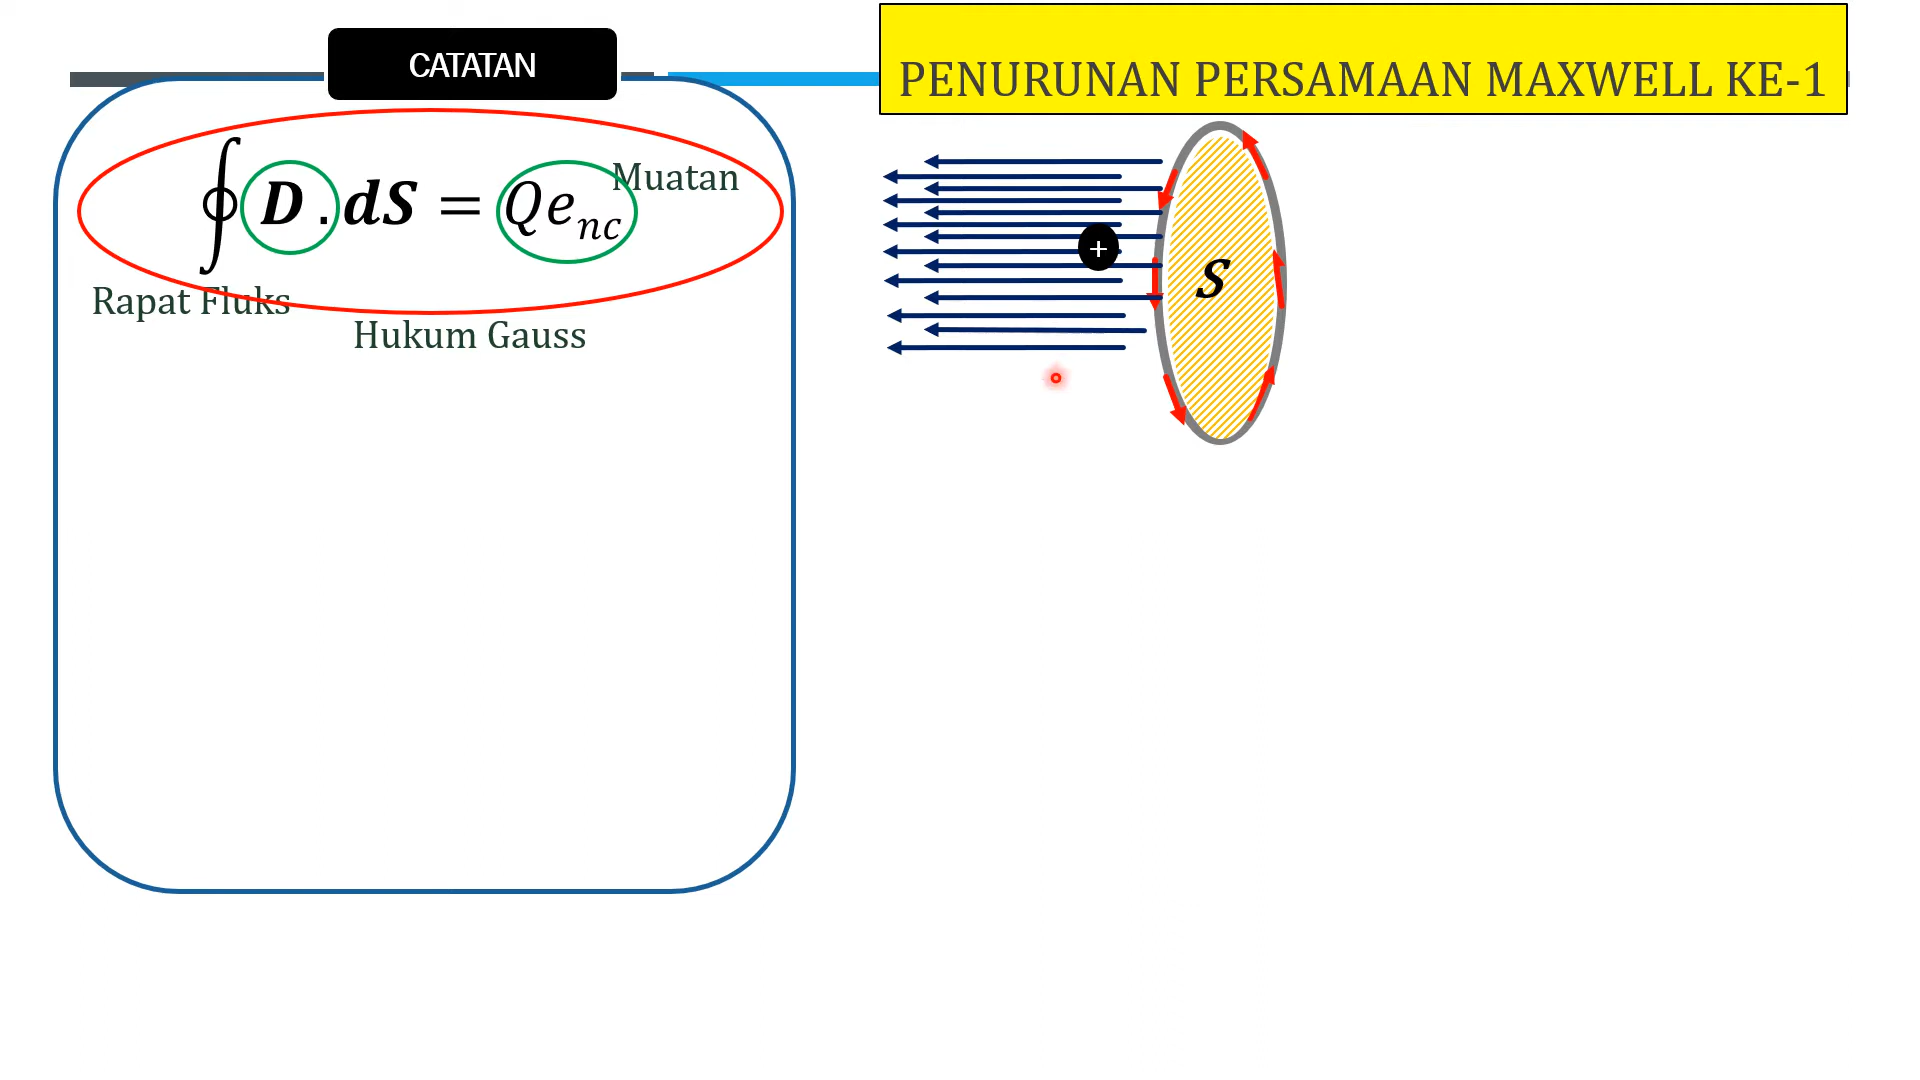 CATATAN
PENURUNAN PERSAMAAN MAXWELL KE-1
∮ D . dS = Qe_nc
Muatan
Rapat Fluks
Hukum Gauss
+
S